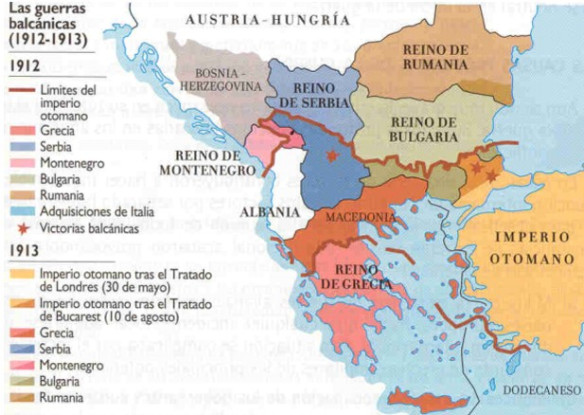 Las guerras
balcánicas
(1912-1913)
1912
Límites del
imperio
otomano
Grecia
Serbia
Montenegro
Bulgaria
Rumania
Adquisiciones de Italia
Victorias balcánicas
1913
Imperio otomano tras el Tratado
de Londres (30 de mayo)
Imperio otomano tras el Tratado
de Bucarest (10 de agosto)
Grecia
Serbia
Montenegro
Bulgaria
Rumania
AUSTRIA-HUNGRÍA
BOSNIA-
HERZEGOVINA
REINO
DE SERBIA
REINO DE
RUMANIA
REINO DE
BULGARIA
REINO DE
MONTENEGRO
ALBANIA
MACEDONIA
REINO
DE GRECIA
IMPERIO
OTOMANO
DODECANESO